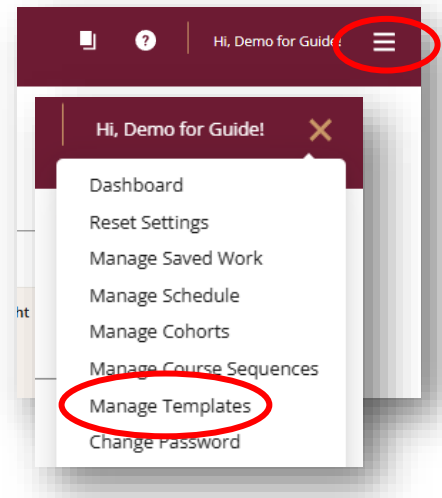 ? Hi, Demo for Guide!
Hi, Demo for Guide!
Dashboard
Reset Settings
Manage Saved Work
Manage Schedule
Manage Cohorts
Manage Course Sequences
Manage Templates
Change Password
ht